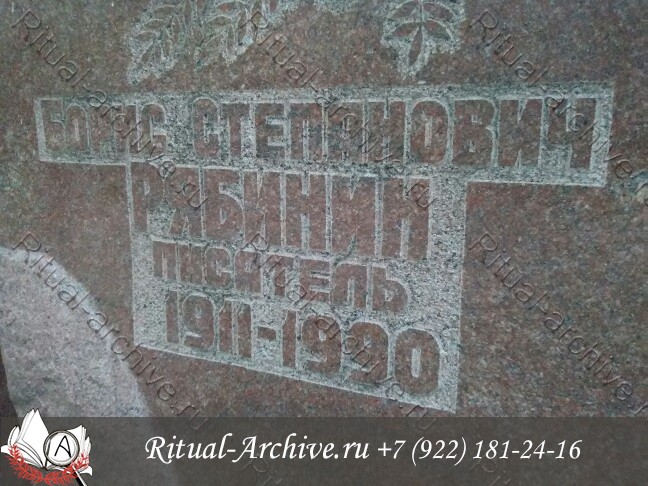 БОРИС СТЕПАНОВИЧ
РЯБИНИН
ПИСАТЕЛЬ
1911-1990
Ritual-Archive.ru +7 (922) 181-24-16